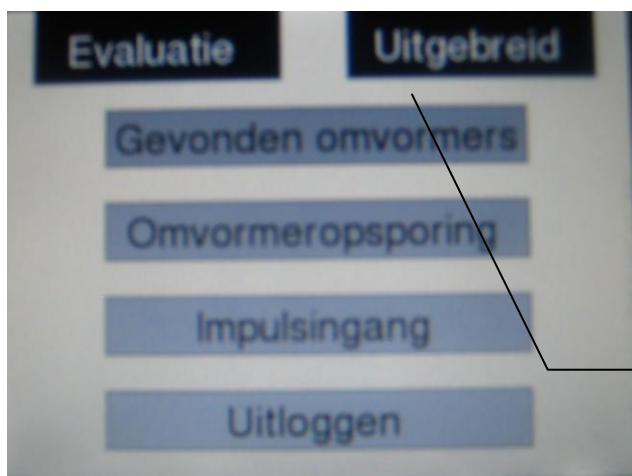 Evaluatie Uitgebreid
Gevonden omvormers
Omvormeropsporing
Impulsingang
Uitloggen